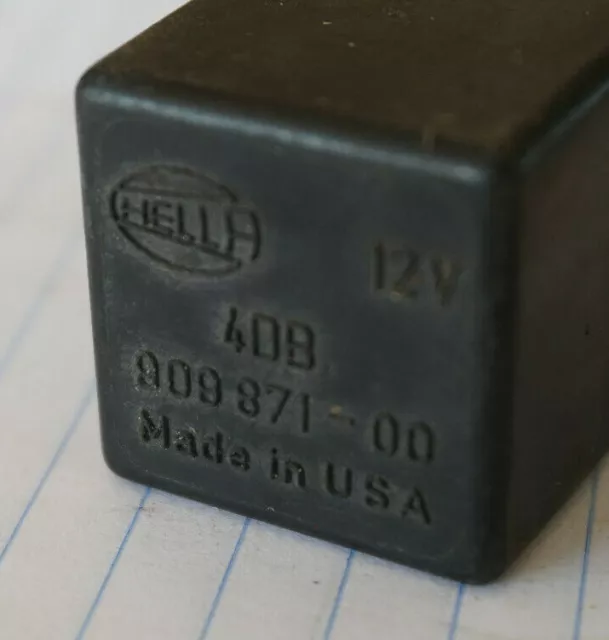 HELLA
12V
4DB
909 871-00
Made in USA